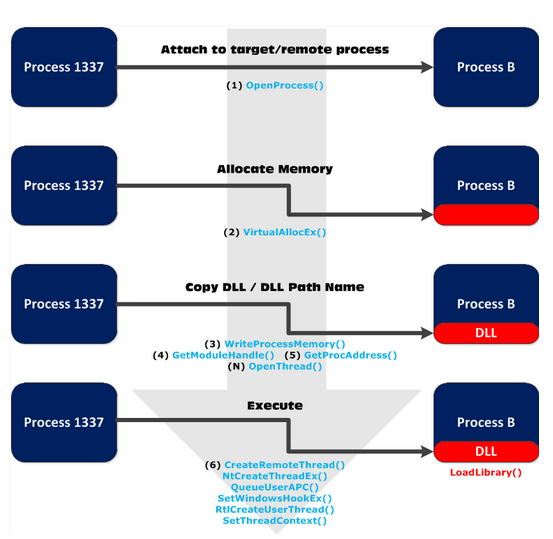 Attach to target/remote process
Process 1337
Process B
(1) OpenProcess()
Allocate Memory
Process 1337
Process B
(2) VirtualAllocEx()
Copy DLL / DLL Path Name
Process 1337
Process B
DLL
(3) WriteProcessMemory()
(4) GetModuleHandle() (5) GetProcAddress()
(N) OpenThread()
Execute
Process 1337
Process B
DLL
(6) CreateRemoteThread()
LoadLibrary()
NtCreateThreadEx()
QueueUserAPC()
SetWindowsHookEx()
RtlCreateUserThread()
SetThreadContext()